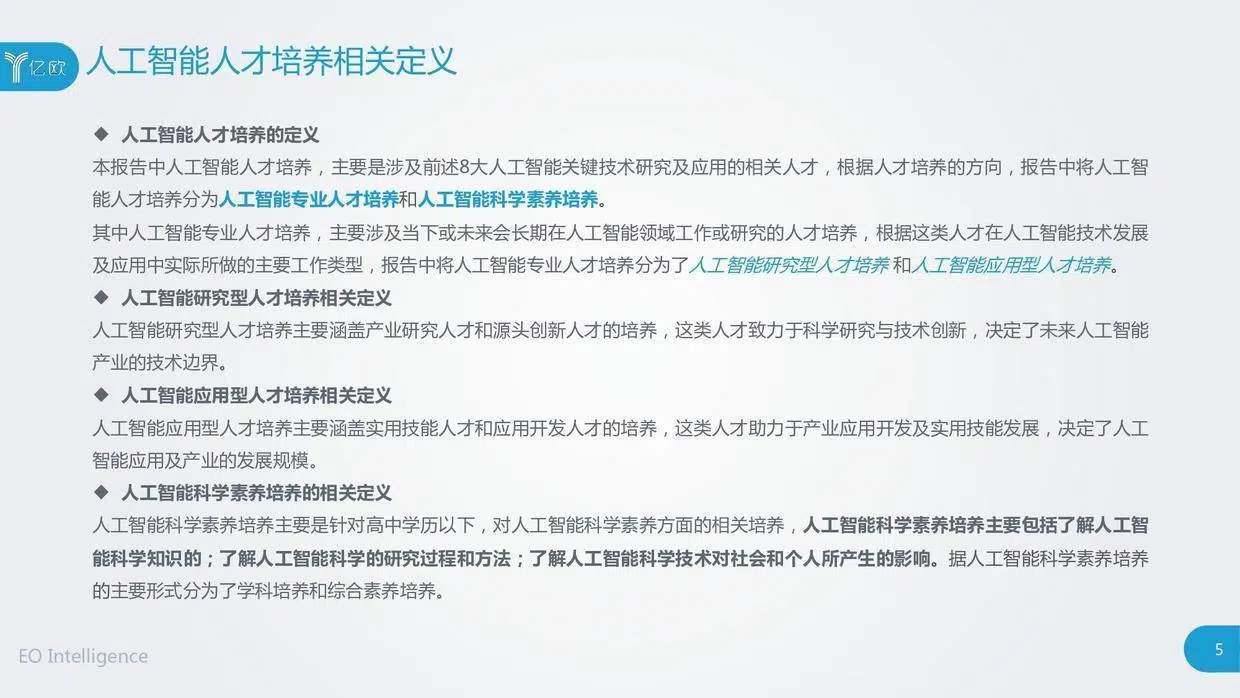 亿欧
人工智能人才培养相关定义
◆ 人工智能人才培养的定义
本报告中人工智能人才培养，主要是涉及前述8大人工智能关键技术研究及应用的相关人才，根据人才培养的方向，报告中将人工智
能人才培养分为人工智能专业人才培养和人工智能科学素养培养。
其中人工智能专业人才培养，主要涉及当下或未来会长期在人工智能领域工作或研究的人才培养，根据这类人才在人工智能技术发展
及应用中实际所做的主要工作类型，报告中将人工智能专业人才培养分为了人工智能研究型人才培养 和人工智能应用型人才培养。
◆ 人工智能研究型人才培养相关定义
人工智能研究型人才培养主要涵盖产业研究人才和源头创新人才的培养，这类人才致力于科学研究与技术创新，决定了未来人工智能
产业的技术边界。
◆ 人工智能应用型人才培养相关定义
人工智能应用型人才培养主要涵盖实用技能人才和应用开发人才的培养，这类人才助力于产业应用开发及实用技能发展，决定了人工
智能应用及产业的发展规模。
◆ 人工智能科学素养培养的相关定义
人工智能科学素养培养主要是针对高中学历以下，对人工智能科学素养方面的相关培养，人工智能科学素养培养主要包括了解人工智
能科学知识的；了解人工智能科学的研究过程和方法；了解人工智能科学技术对社会和个人所产生的影响。据人工智能科学素养培养
的主要形式分为了学科培养和综合素养培养。
EO Intelligence
5